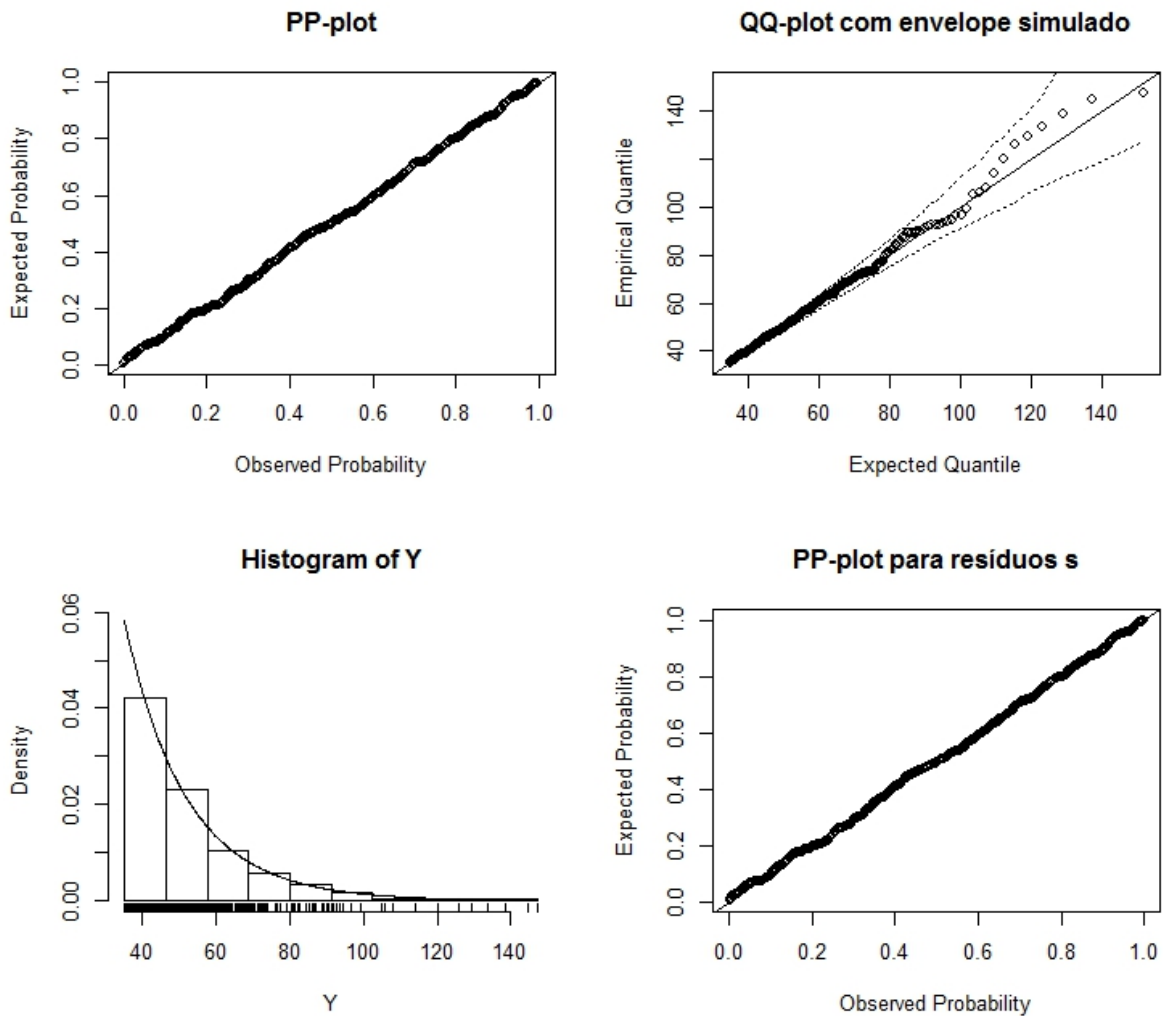 PP-plot
Expected Probability
0.0 0.2 0.4 0.6 0.8 1.0
0.0 0.2 0.4 0.6 0.8 1.0
Observed Probability
QQ-plot com envelope simulado
Empirical Quantile
40 60 80 100 140
40 60 80 100 120 140
Expected Quantile
Histogram of Y
Density
0.00 0.02 0.04 0.06
40 60 80 100 120 140
Y
PP-plot para resíduos s
Expected Probability
0.0 0.2 0.4 0.6 0.8 1.0
0.0 0.2 0.4 0.6 0.8 1.0
Observed Probability